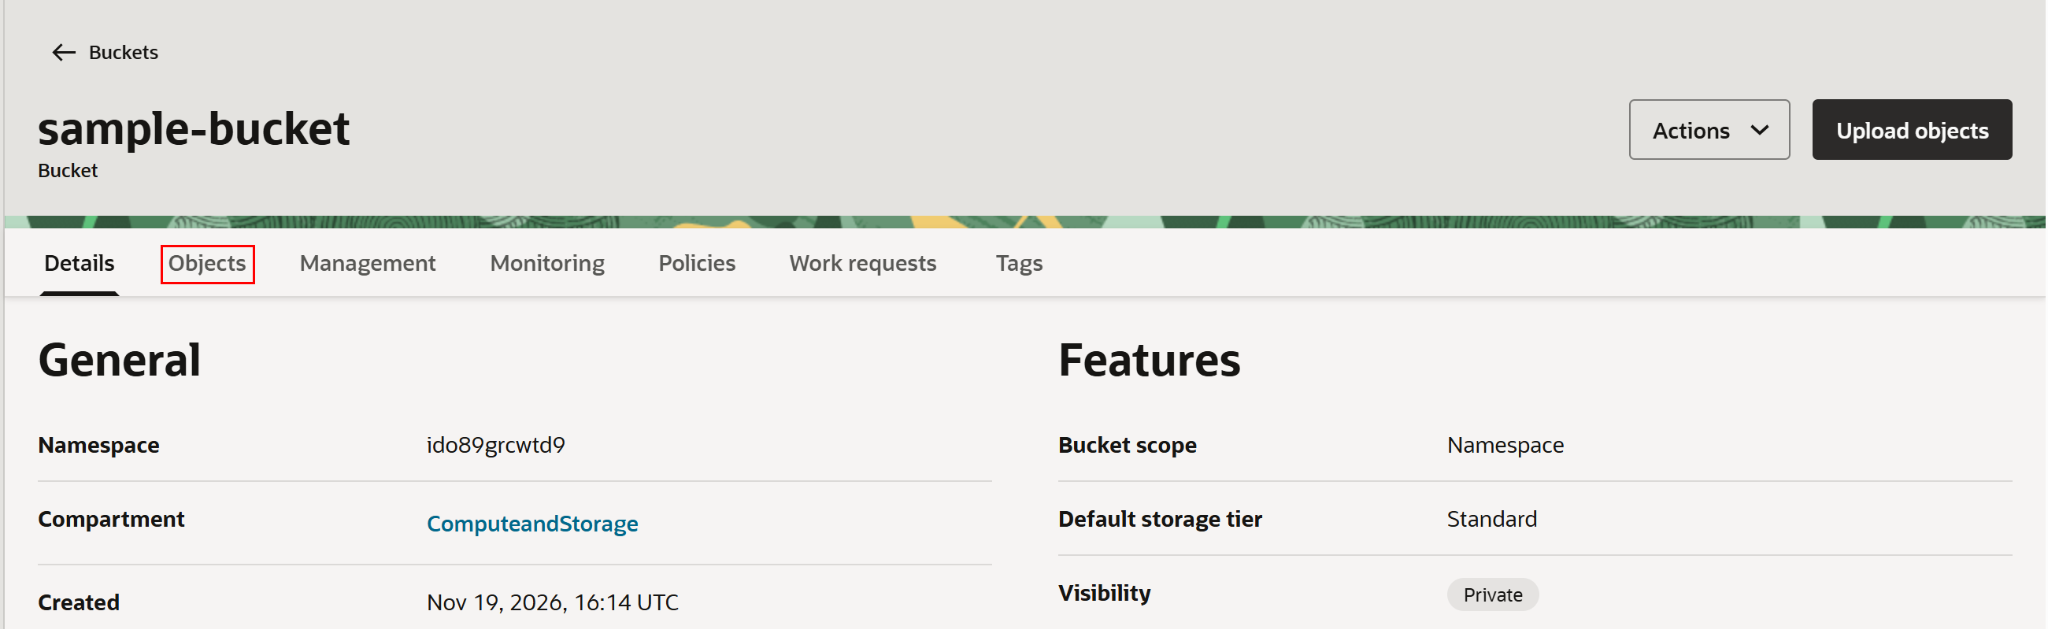 Buckets
sample-bucket
Bucket
Actions
Upload objects
Details Objects Management Monitoring Policies Work requests Tags
General
Namespace ido89grcwtd9
Compartment ComputeandStorage
Created Nov 19, 2026, 16:14 UTC
Features
Bucket scope Namespace
Default storage tier Standard
Visibility Private